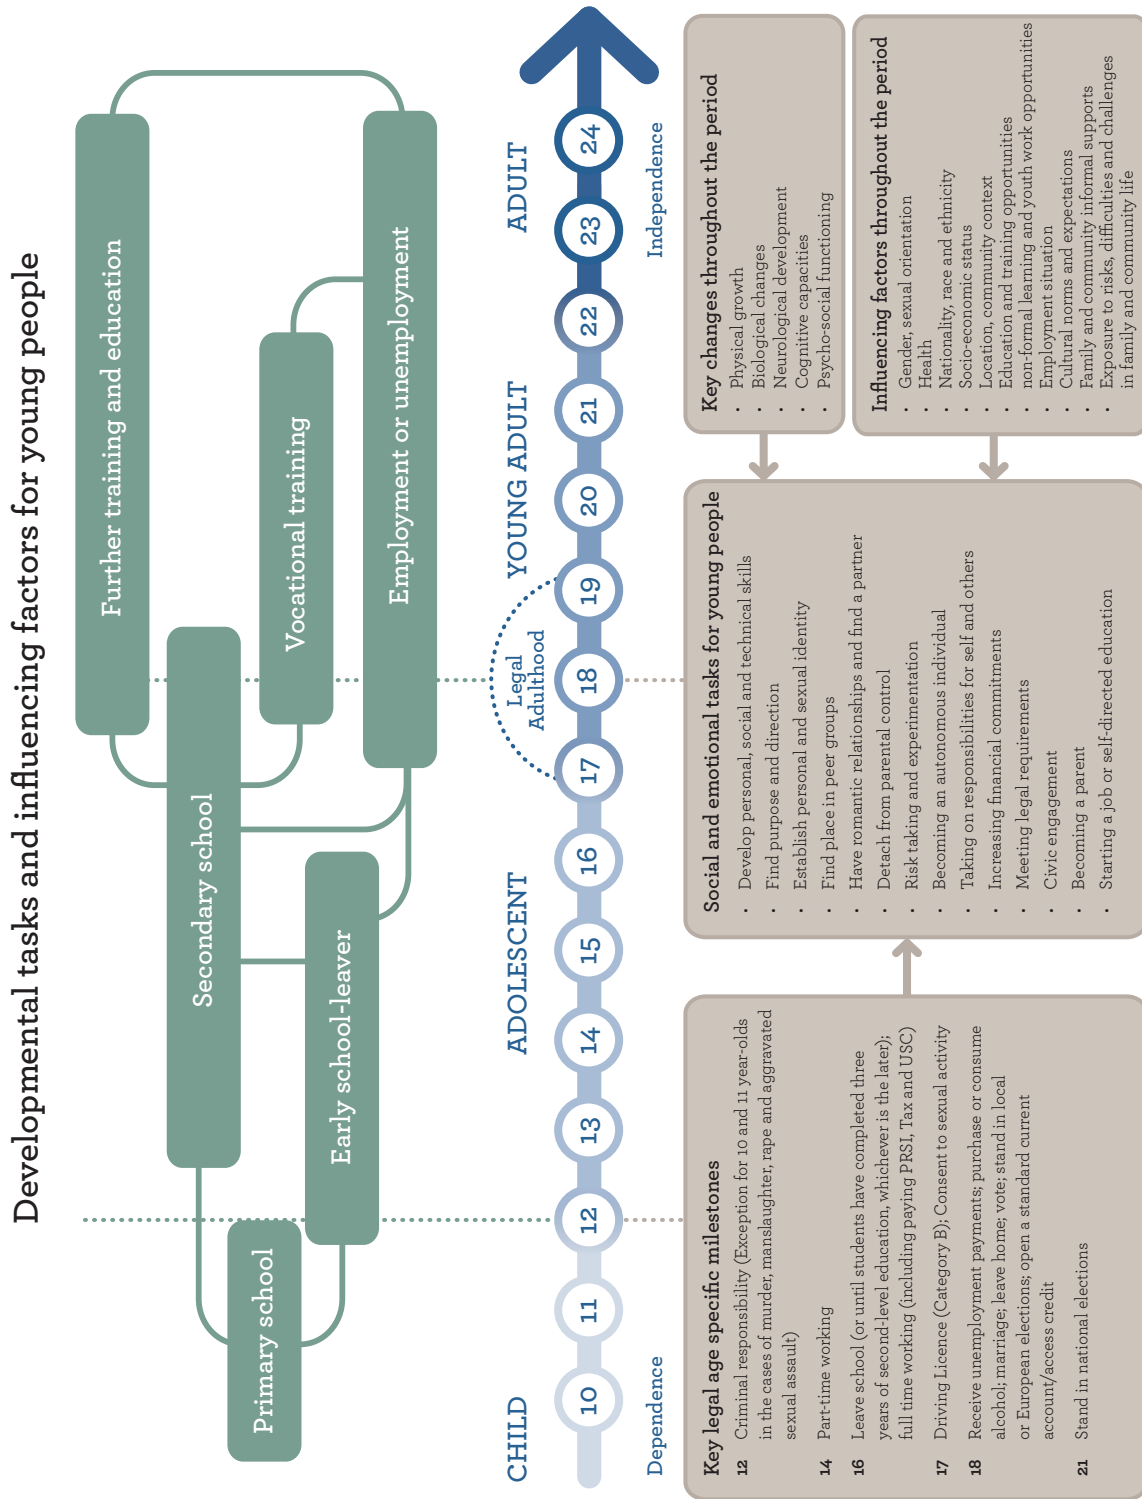 Developmental tasks and influencing factors for young people
Further training and education
Secondary school
Primary school
Vocational training
Early school-leaver
Employment or unemployment
CHILD
ADOLESCENT
YOUNG ADULT
ADULT
Legal
Adulthood
10
11
12
13
14
15
16
17
18
19
20
21
22
23
24
Dependence
Independence
Key legal age specific milestones
12 Criminal responsibility (Exception for 10 and 11 year-olds
in the cases of murder, manslaughter, rape and aggravated
sexual assault)
14 Part-time working
16 Leave school (or until students have completed three
years of second-level education, whichever is the later);
full time working (including paying PRSI, Tax and USC)
17 Driving Licence (Category B); Consent to sexual activity
18 Receive unemployment payments; purchase or consume
alcohol; marriage; leave home; vote; stand in local
or European elections; open a standard current
account/access credit
21 Stand in national elections
Social and emotional tasks for young people
• Develop personal, social and technical skills
• Find purpose and direction
• Establish personal and sexual identity
• Find place in peer groups
• Have romantic relationships and find a partner
• Detach from parental control
• Risk taking and experimentation
• Becoming an autonomous individual
• Taking on responsibilities for self and others
• Increasing financial commitments
• Meeting legal requirements
• Civic engagement
• Becoming a parent
• Starting a job or self-directed education
Key changes throughout the period
• Physical growth
• Biological changes
• Neurological development
• Cognitive capacities
• Psycho-social functioning
Influencing factors throughout the period
• Gender, sexual orientation
• Health
• Nationality, race and ethnicity
• Socio-economic status
• Location, community context
• Education and training opportunities
non-formal learning and youth work opportunities
• Employment situation
• Cultural norms and expectations
• Family and community informal supports
• Exposure to risks, difficulties and challenges
in family and community life